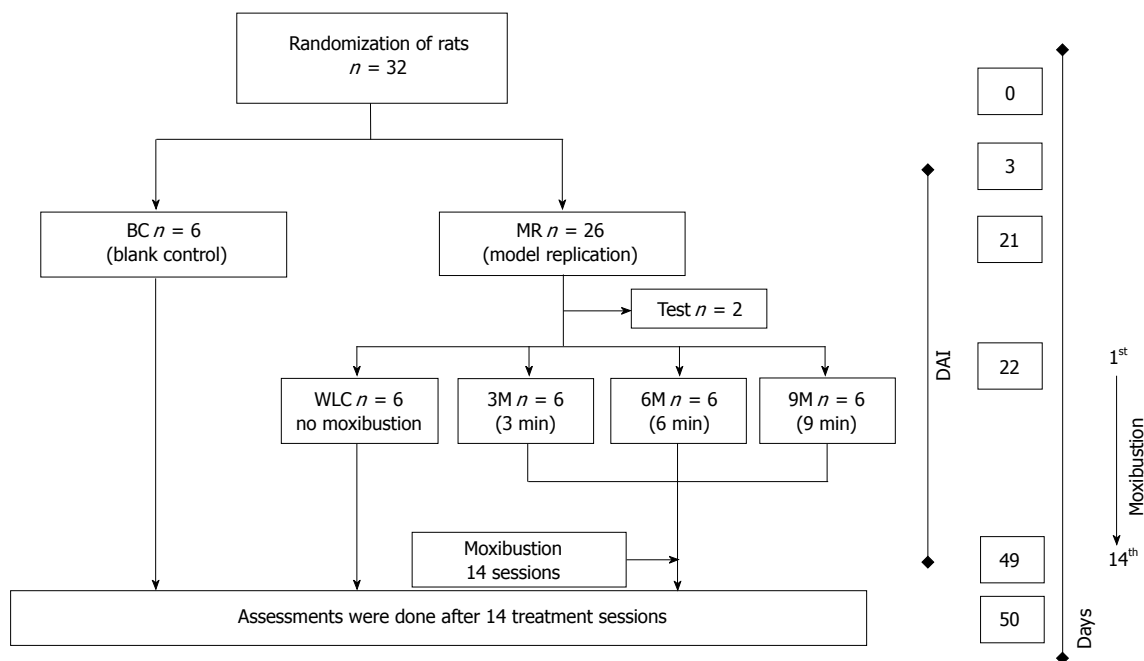 Randomization of rats
n = 32
BC n = 6
(blank control)
MR n = 26
(model replication)
Test n = 2
WLC n = 6
no moxibustion
3M n = 6
(3 min)
6M n = 6
(6 min)
9M n = 6
(9 min)
Moxibustion
14 sessions
Assessments were done after 14 treatment sessions
DAI
0
3
21
22
49
50
Days
1st
Moxibustion
14th